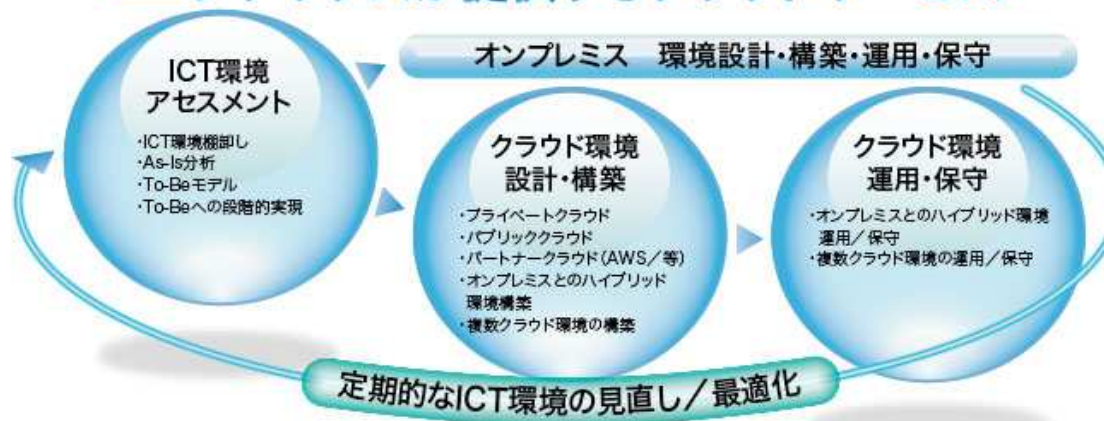 ICT環境
アセスメント
・ICT環境棚卸し
・As-Is分析
・To-Beモデル
・To-Beへの段階的実現
オンプレミス 環境設計・構築・運用・保守
クラウド環境
設計・構築
・プライベートクラウド
・パブリッククラウド
・パートナークラウド(AWS／等)
・オンプレミスとのハイブリッド
環境構築
・複数クラウド環境の構築
クラウド環境
運用・保守
・オンプレミスとのハイブリッド環境
運用／保守
・複数クラウド環境の運用／保守
定期的なICT環境の見直し／最適化